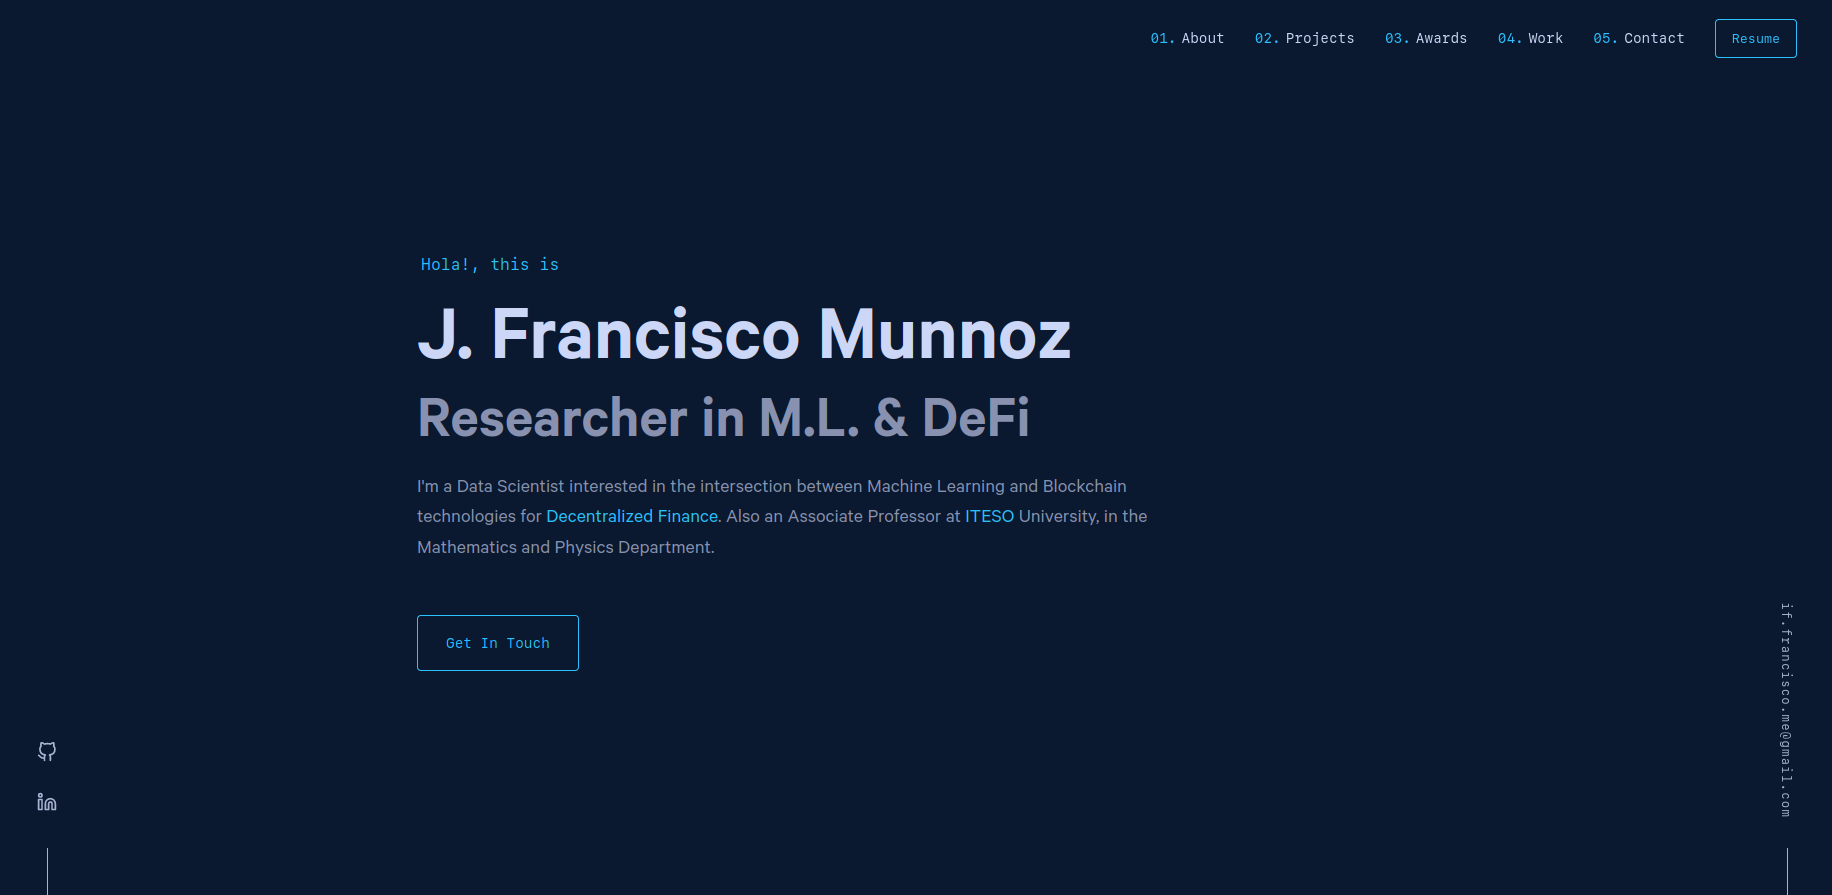 01. About 02. Projects 03. Awards 04. Work 05. Contact Resume
Hola!, this is
J. Francisco Munnoz
Researcher in M.L. & DeFi
I'm a Data Scientist interested in the intersection between Machine Learning and Blockchain
technologies for Decentralized Finance. Also an Associate Professor at ITESO University, in the
Mathematics and Physics Department.
Get In Touch
if.francisco.me@gmail.com